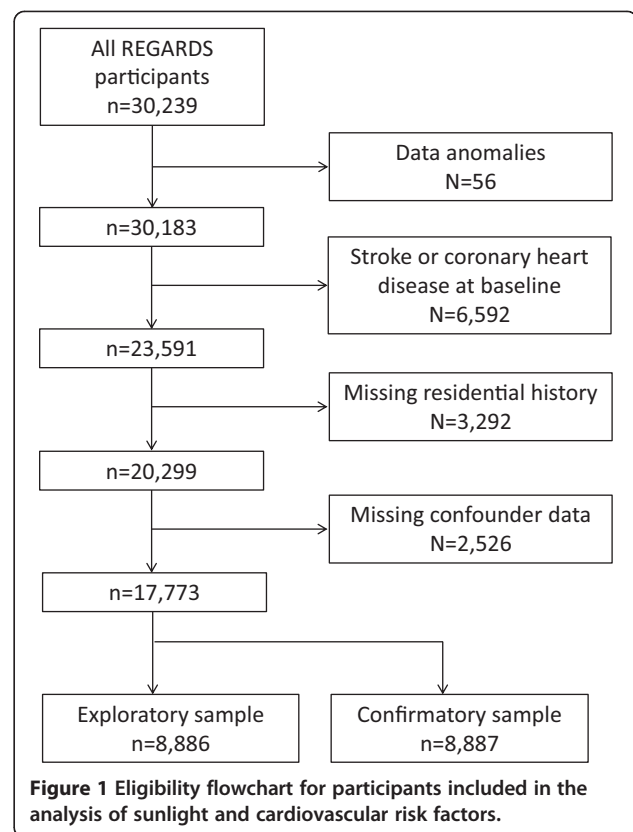 All REGARDS
participants
n=30,239
Data anomalies
N=56
n=30,183
Stroke or coronary heart
disease at baseline
N=6,592
n=23,591
Missing residential history
N=3,292
n=20,299
Missing confounder data
N=2,526
n=17,773
Exploratory sample
n=8,886
Confirmatory sample
n=8,887
Figure 1 Eligibility flowchart for participants included in the
analysis of sunlight and cardiovascular risk factors.